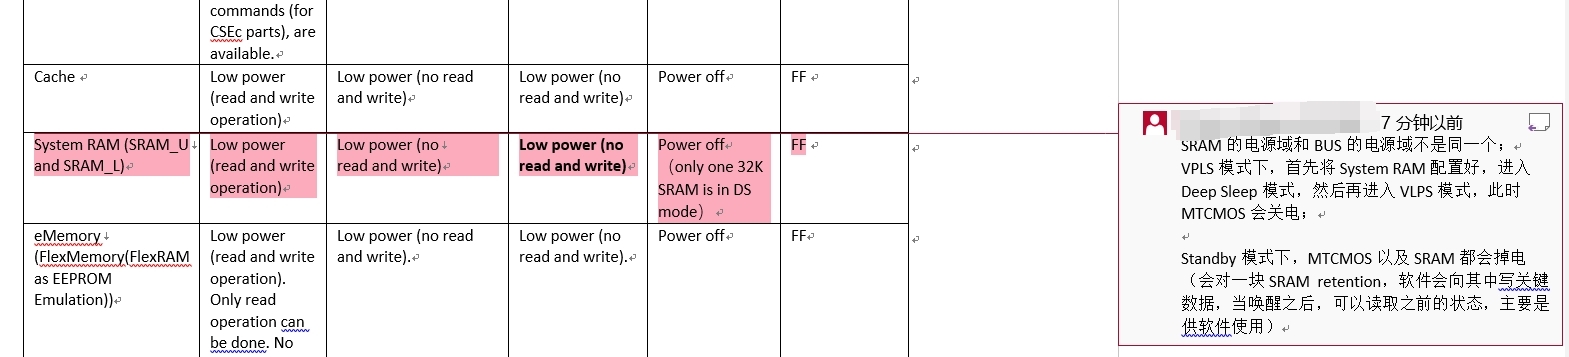 commands (for
CSEc parts), are
available.
Cache
Low power
(read and write
operation)
Low power (no read
and write)
Low power (no
read and write)
Power off
FF
System RAM (SRAM_U
and SRAM_L)
Low power
(read and write
operation)
Low power (no
read and write)
Low power (no
read and write)
Power off
（only one 32K
SRAM is in DS
mode）
FF
eMemory
(FlexMemory(FlexRAM
as EEPROM
Emulation))
Low power
(read and write
operation).
Only read
operation can
be done. No
Low power (no read
and write).
Low power (no
read and write).
Power off
FF
7 分钟以前
SRAM 的电源域和 BUS 的电源域不是同一个；
VPLS 模式下，首先将 System RAM 配置好，进入
Deep Sleep 模式，然后再进入 VLPS 模式，此时
MTCMOS 会关电；
Standby 模式下，MTCMOS 以及 SRAM 都会掉电
（会对一块 SRAM retention，软件会向其中写关键
数据，当唤醒之后，可以读取之前的状态，主要是
供软件使用）